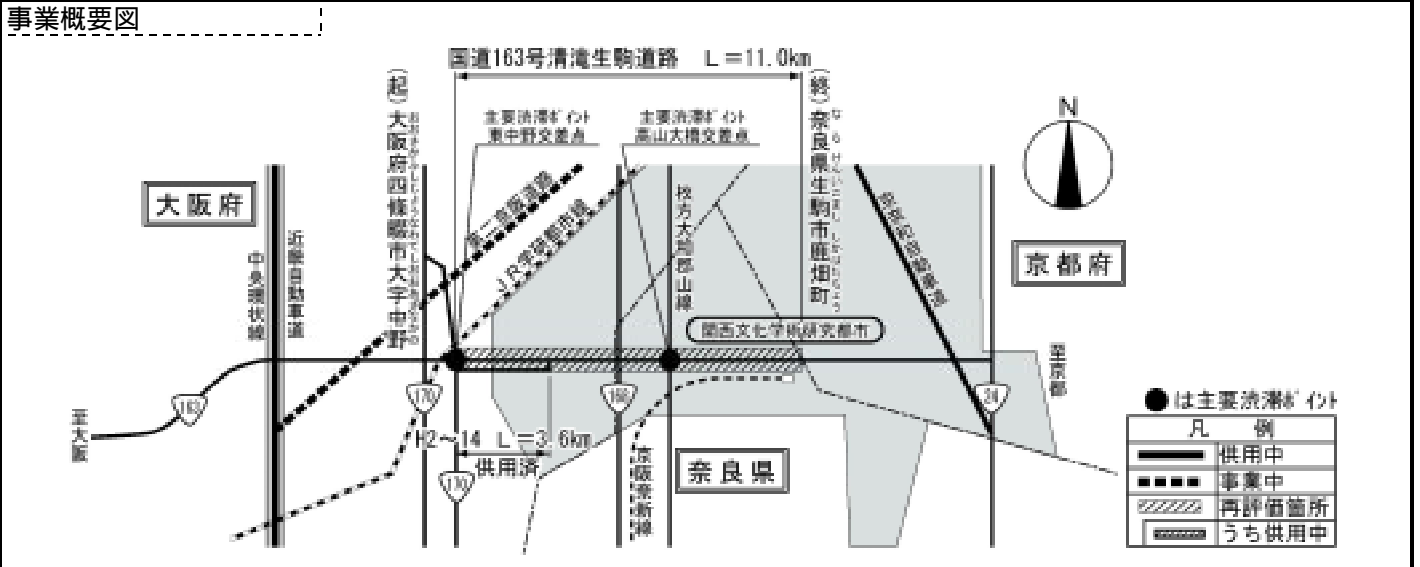 事業概要図
国道163号清滝生駒道路 L=11.0km
(起)大阪府四條畷市大字中野
主要渋滞ポイント
東中野交差点
主要渋滞ポイント
高山大橋交差点
(終)奈良県生駒市鹿畑町
N
大阪府
京都府
奈良県
中央環状線
近畿自動車道
第二京阪道路
JR学研都市線
枚方大和郡山線
関西文化学術研究都市
至京都
至大阪
163
170
168
24
H2~14 L=3.6km
供用済
170
京阪奈新線
●は主要渋滞ポイント
凡例
供用中
事業中
再評価箇所
うち供用中